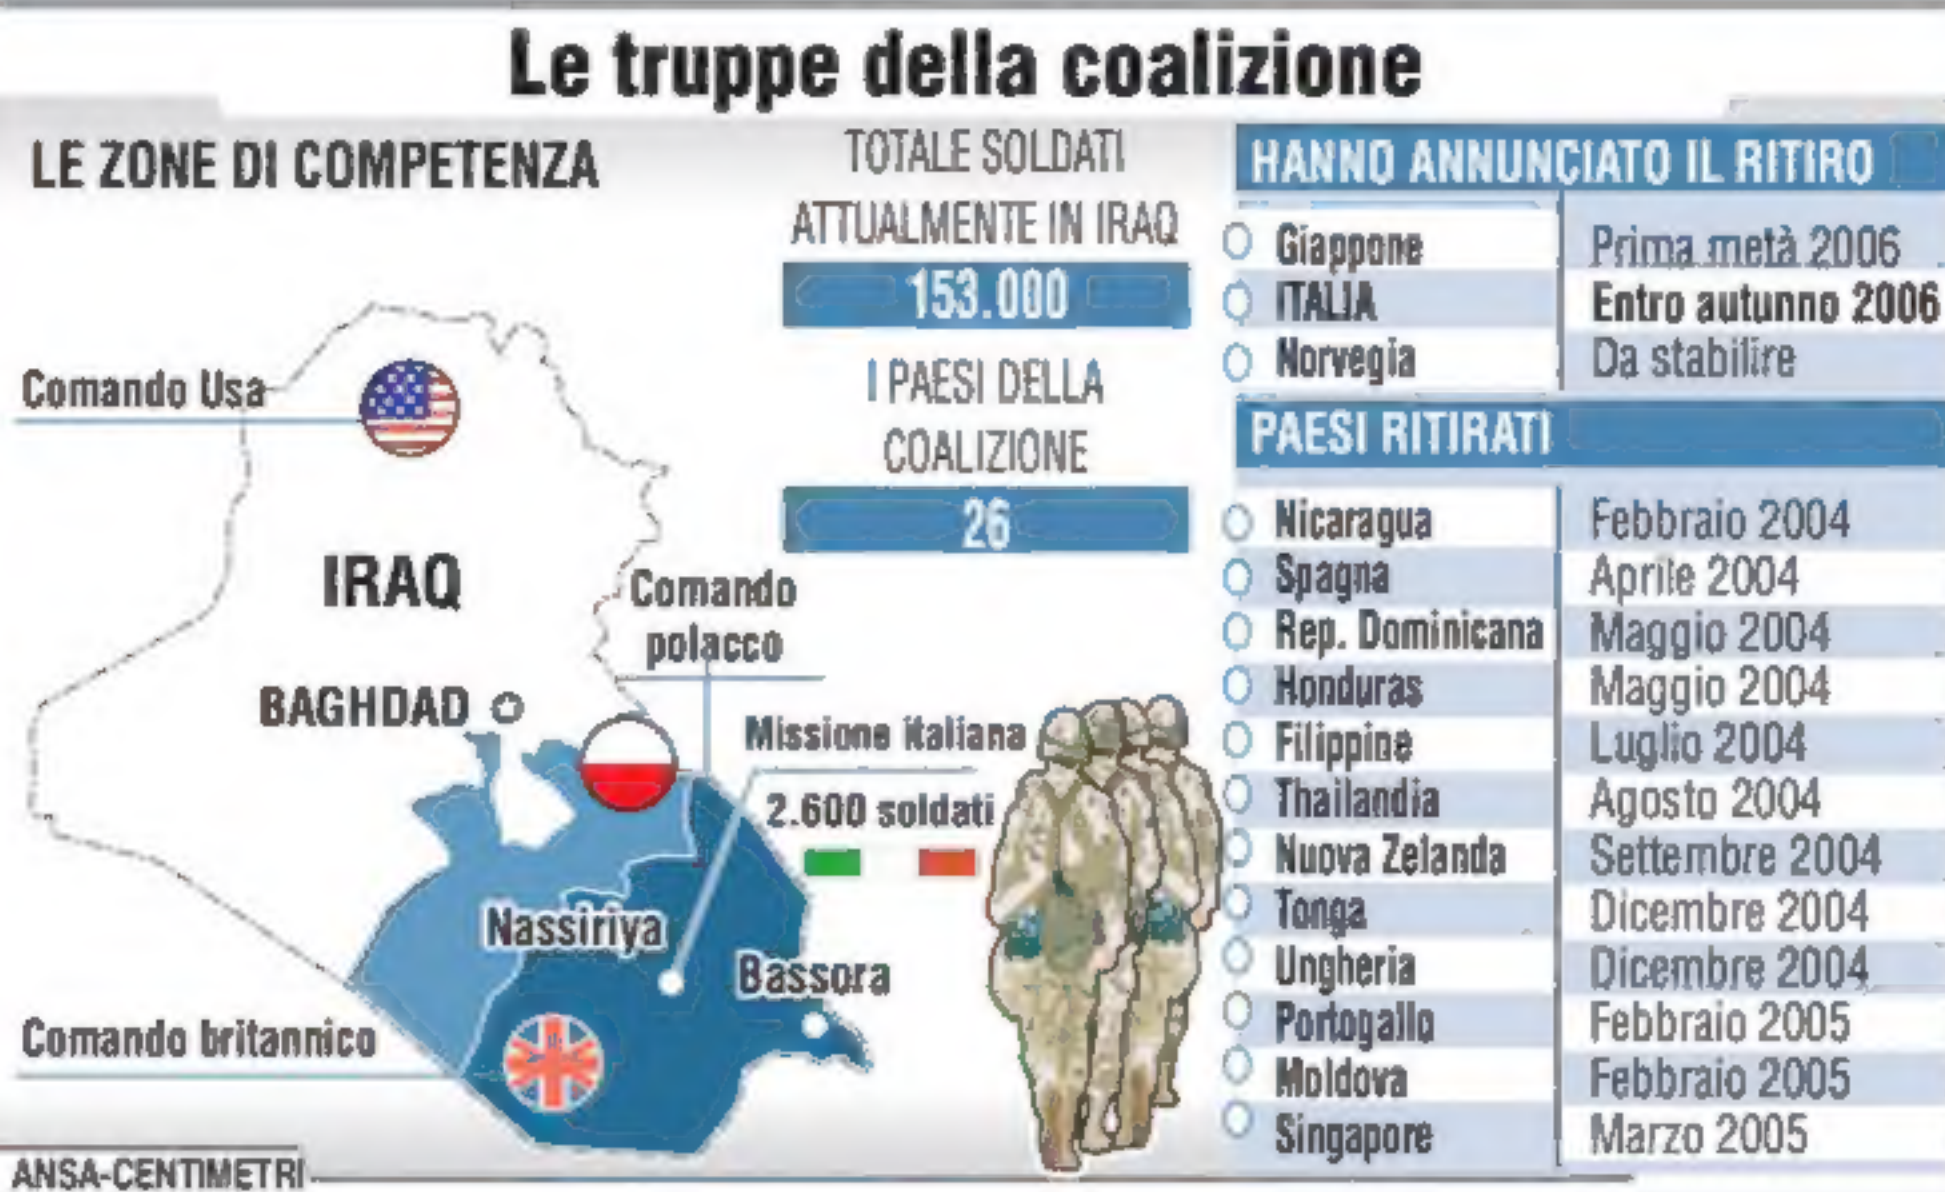 Le truppe della coalizione
LE ZONE DI COMPETENZA
Comando Usa
IRAQ
BAGHDAD
Comando
polacco
Missione italiana
2.600 soldati
Nassiriya
Bassora
Comando britannico
TOTALE SOLDATI
ATTUALMENTE IN IRAQ
153.000
I PAESI DELLA
COALIZIONE
26
HANNO ANNUNCIATO IL RITIRO
Giappone Prima metà 2006
ITALIA Entro autunno 2006
Norvegia Da stabilire
PAESI RITIRATI
Nicaragua Febbraio 2004
Spagna Aprile 2004
Rep. Dominicana Maggio 2004
Honduras Maggio 2004
Filippine Luglio 2004
Thailandia Agosto 2004
Nuova Zelanda Settembre 2004
Tonga Dicembre 2004
Ungheria Dicembre 2004
Portogallo Febbraio 2005
Moldova Febbraio 2005
Singapore Marzo 2005
ANSA-CENTIMETRI